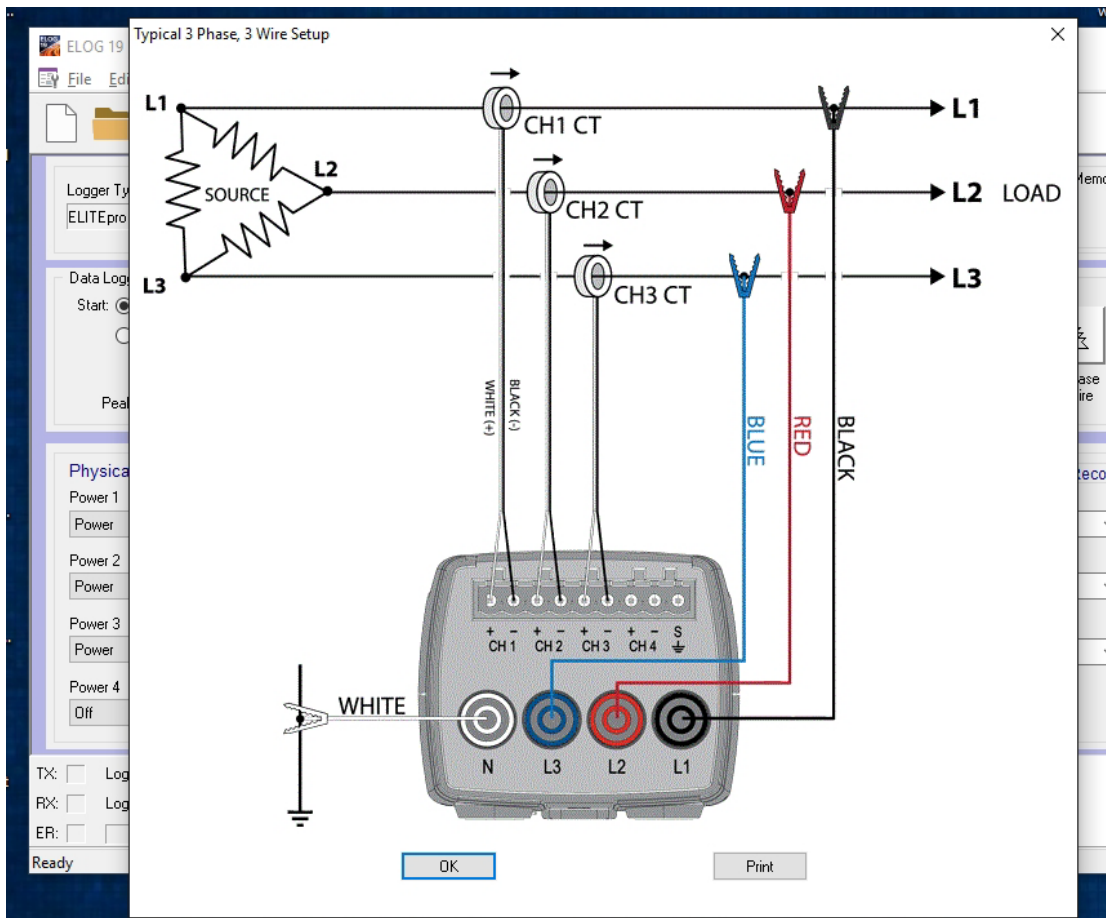 Typical 3 Phase, 3 Wire Setup
ELOG 19
File
L1
L1
CH1 CT
L2
L2 LOAD
SOURCE
CH2 CT
L3
L3
CH3 CT
Logger Ty
ELITEpro
Data Logg
Start:
WHITE (+)
BLACK (-)
BLUE
RED
BLACK
Physica
Power 1
Power
Power 2
Power
Power 3
Power
Power 4
Off
+ - + - + - + - S
CH 1 CH 2 CH 3 CH 4
WHITE
N L3 L2 L1
TX:
RX:
ER:
Ready
OK
Print